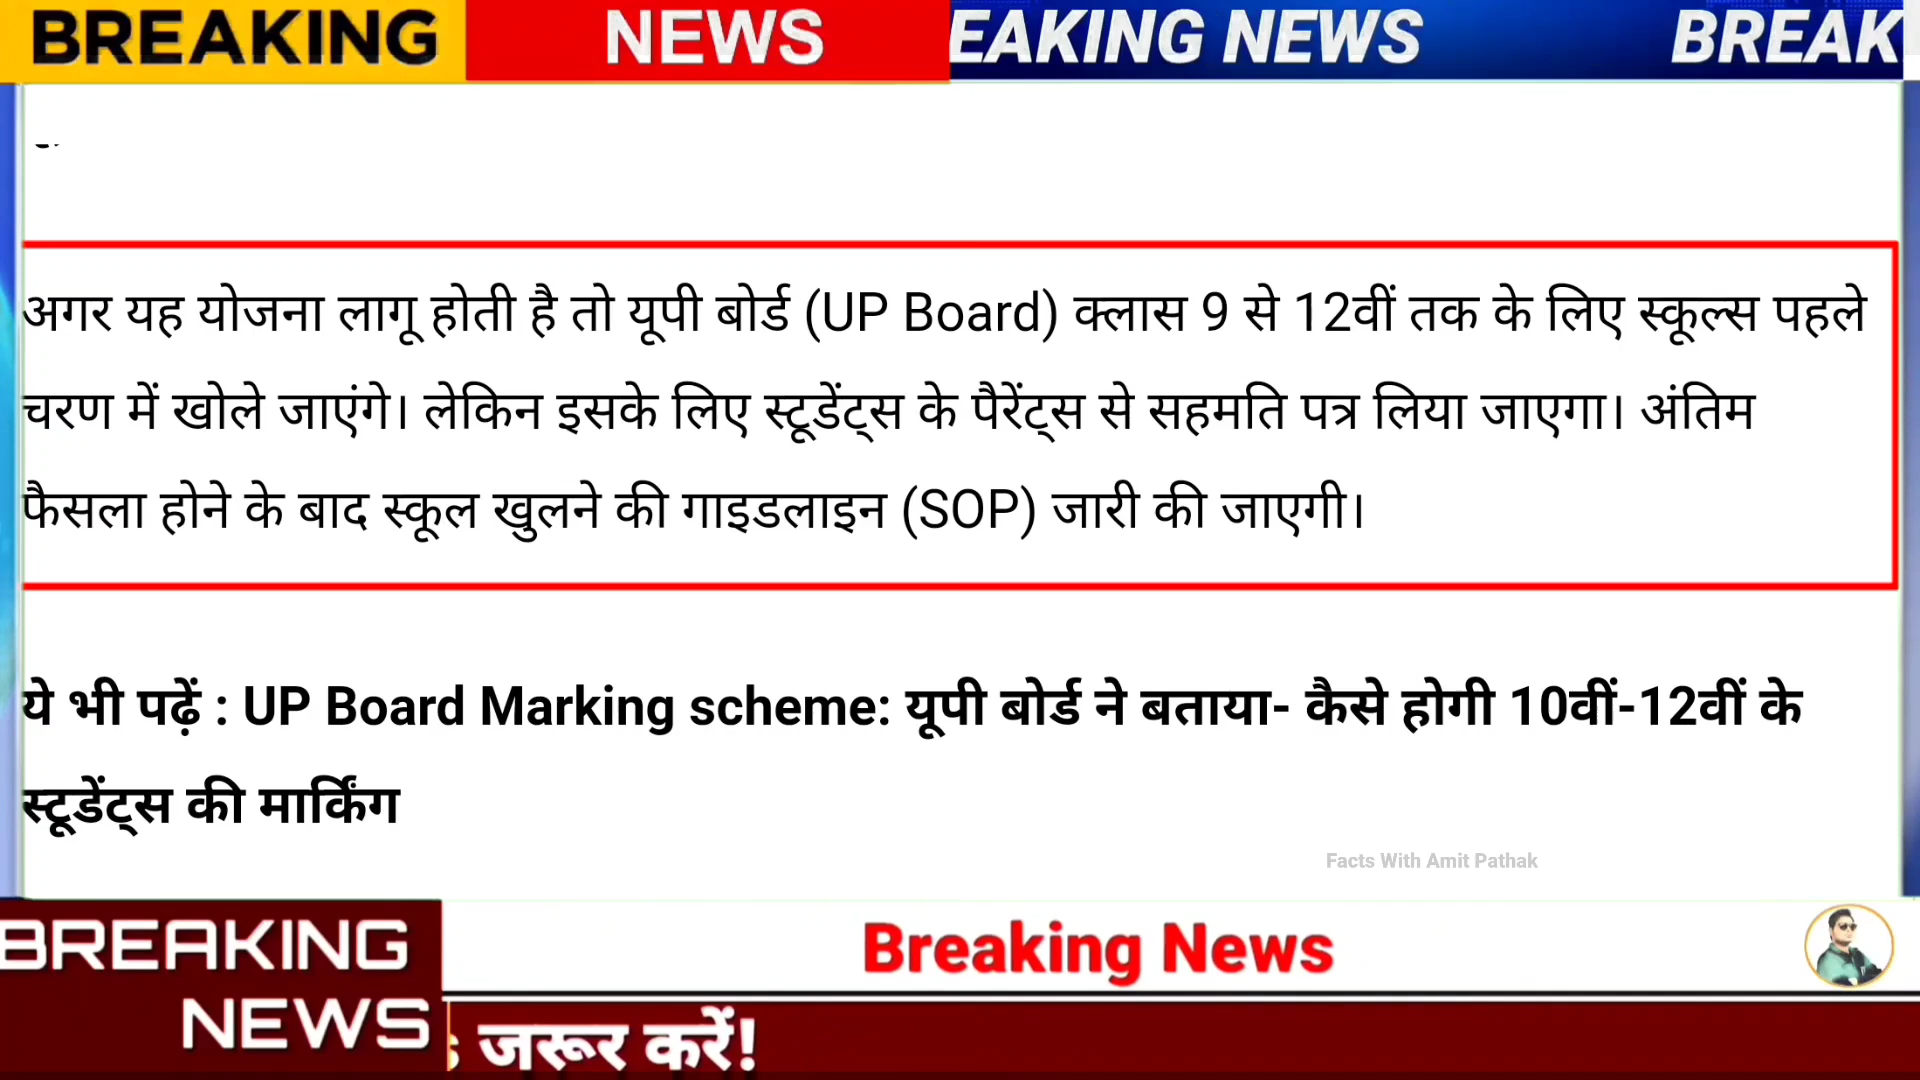 BREAKING NEWS EAKING NEWS BREAK
अगर यह योजना लागू होती है तो यूपी बोर्ड (UP Board) क्लास 9 से 12वीं तक के लिए स्कूल्स पहले
चरण में खोले जाएंगे। लेकिन इसके लिए स्टूडेंट्स के पैरेंट्स से सहमति पत्र लिया जाएगा। अंतिम
फैसला होने के बाद स्कूल खुलने की गाइडलाइन (SOP) जारी की जाएगी।
ये भी पढ़ें : UP Board Marking scheme: यूपी बोर्ड ने बताया- कैसे होगी 10वीं-12वीं के
स्टूडेंट्स की मार्किंग
Facts With Amit Pathak
BREAKING
NEWS
Breaking News
जरूर करें!